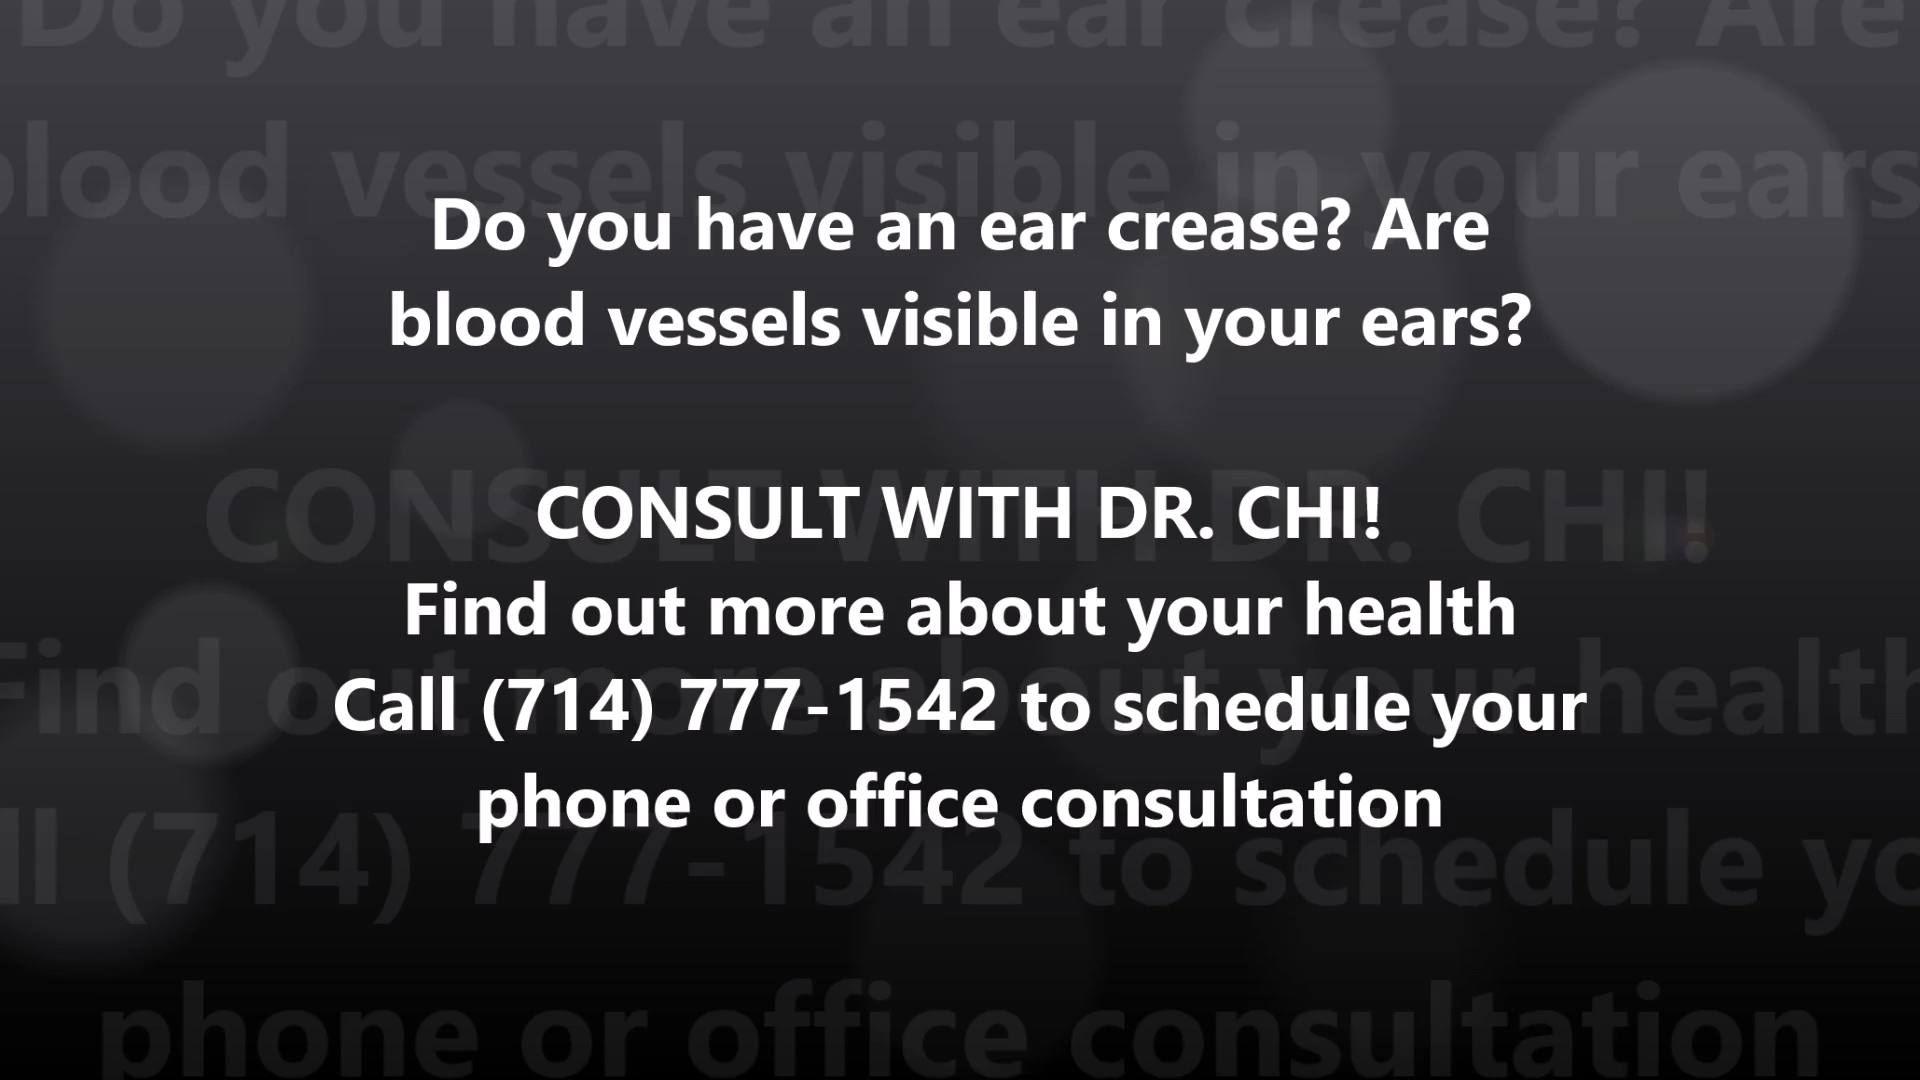 Do you have an ear crease? Are
blood vessels visible in your ears?
CONSULT WITH DR. CHI!
Find out more about your health
Call (714) 777-1542 to schedule your
phone or office consultation